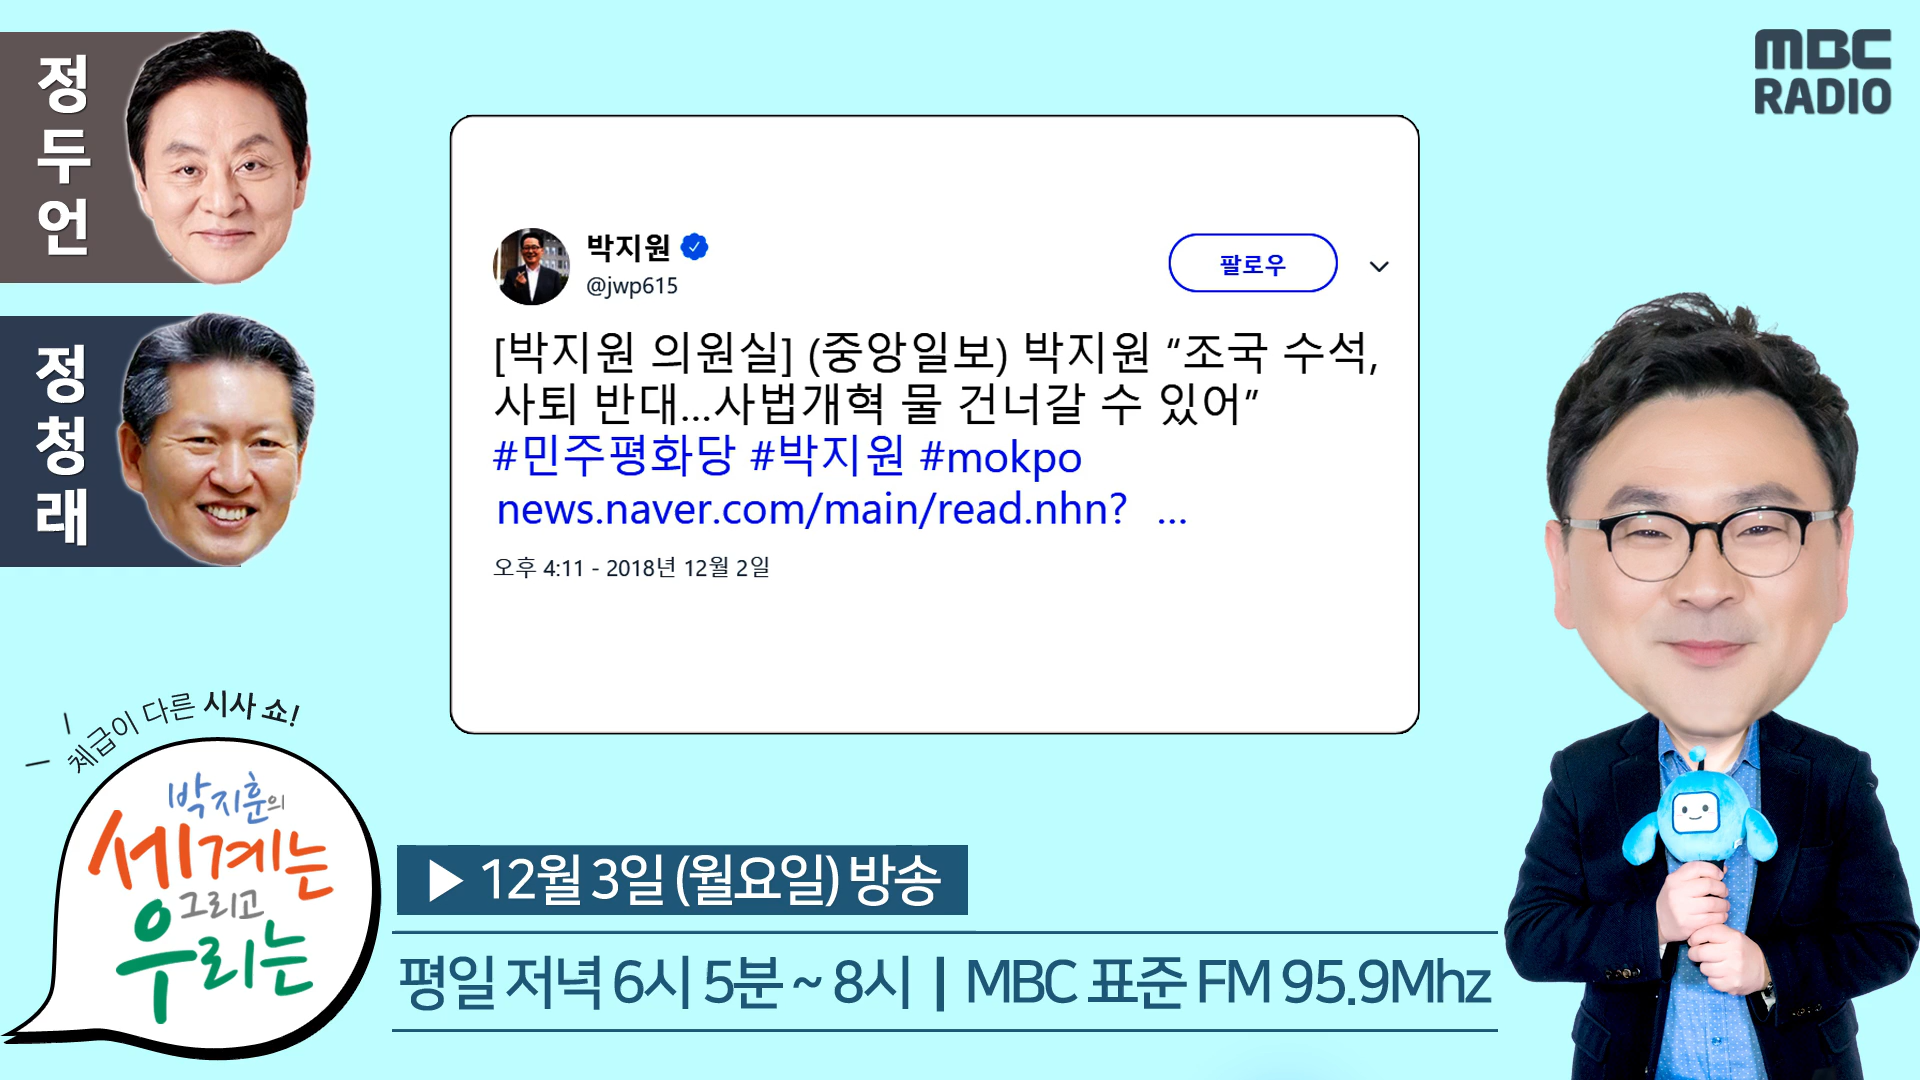 정두언
정청래
MBC
RADIO
박지원
@jwp615
팔로우
[박지원 의원실] (중앙일보) 박지원 “조국 수석,
사퇴 반대...사법개혁 물 건너갈 수 있어”
#민주평화당 #박지원 #mokpo
news.naver.com/main/read.nhn? ...
오후 4:11 - 2018년 12월 2일
체급이 다른 시사 쇼!
박지훈의
세계는
그리고
우리는
▶ 12월 3일 (월요일) 방송
평일 저녁 6시 5분 ~ 8시 | MBC 표준 FM 95.9Mhz